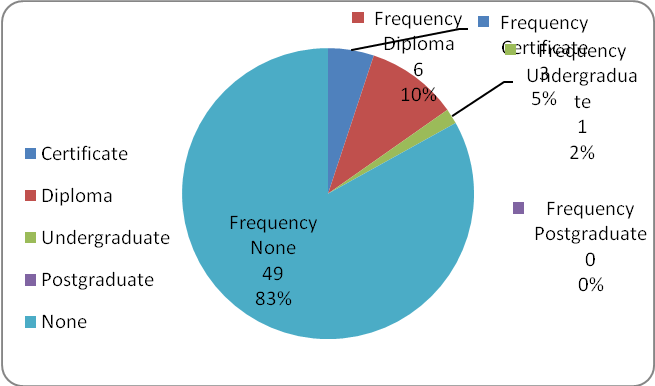 Frequency
Diploma
6
10%
Frequency
Certificate
3
5%
Frequency
Undergradua
te
1
2%
Frequency
Postgraduate
0
0%
Frequency
None
49
83%
Certificate
Diploma
Undergraduate
Postgraduate
None